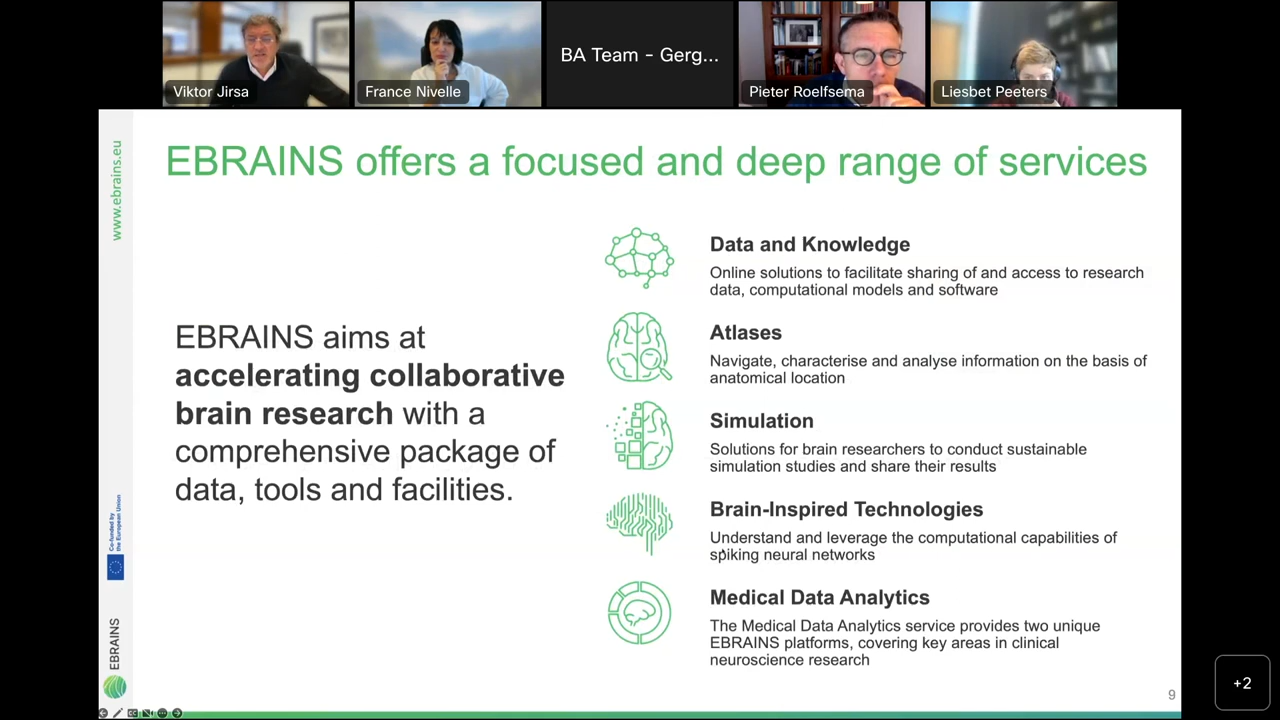 Viktor Jirsa
France Nivelle
BA Team - Gerg...
Pieter Roelfsema
Liesbet Peeters
www.ebrains.eu
EBRAINS offers a focused and deep range of services
EBRAINS aims at
accelerating collaborative
brain research with a
comprehensive package of
data, tools and facilities.
Data and Knowledge
Online solutions to facilitate sharing of and access to research
data, computational models and software
Atlases
Navigate, characterise and analyse information on the basis of
anatomical location
Simulation
Solutions for brain researchers to conduct sustainable
simulation studies and share their results
Brain-Inspired Technologies
Understand and leverage the computational capabilities of
spiking neural networks
Medical Data Analytics
The Medical Data Analytics service provides two unique
EBRAINS platforms, covering key areas in clinical
neuroscience research
Co-funded by
the European Union
EBRAINS
9
+2